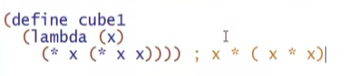 (define cube1
(lambda (x)
(* x (* x x)))) ; x * ( x * x)